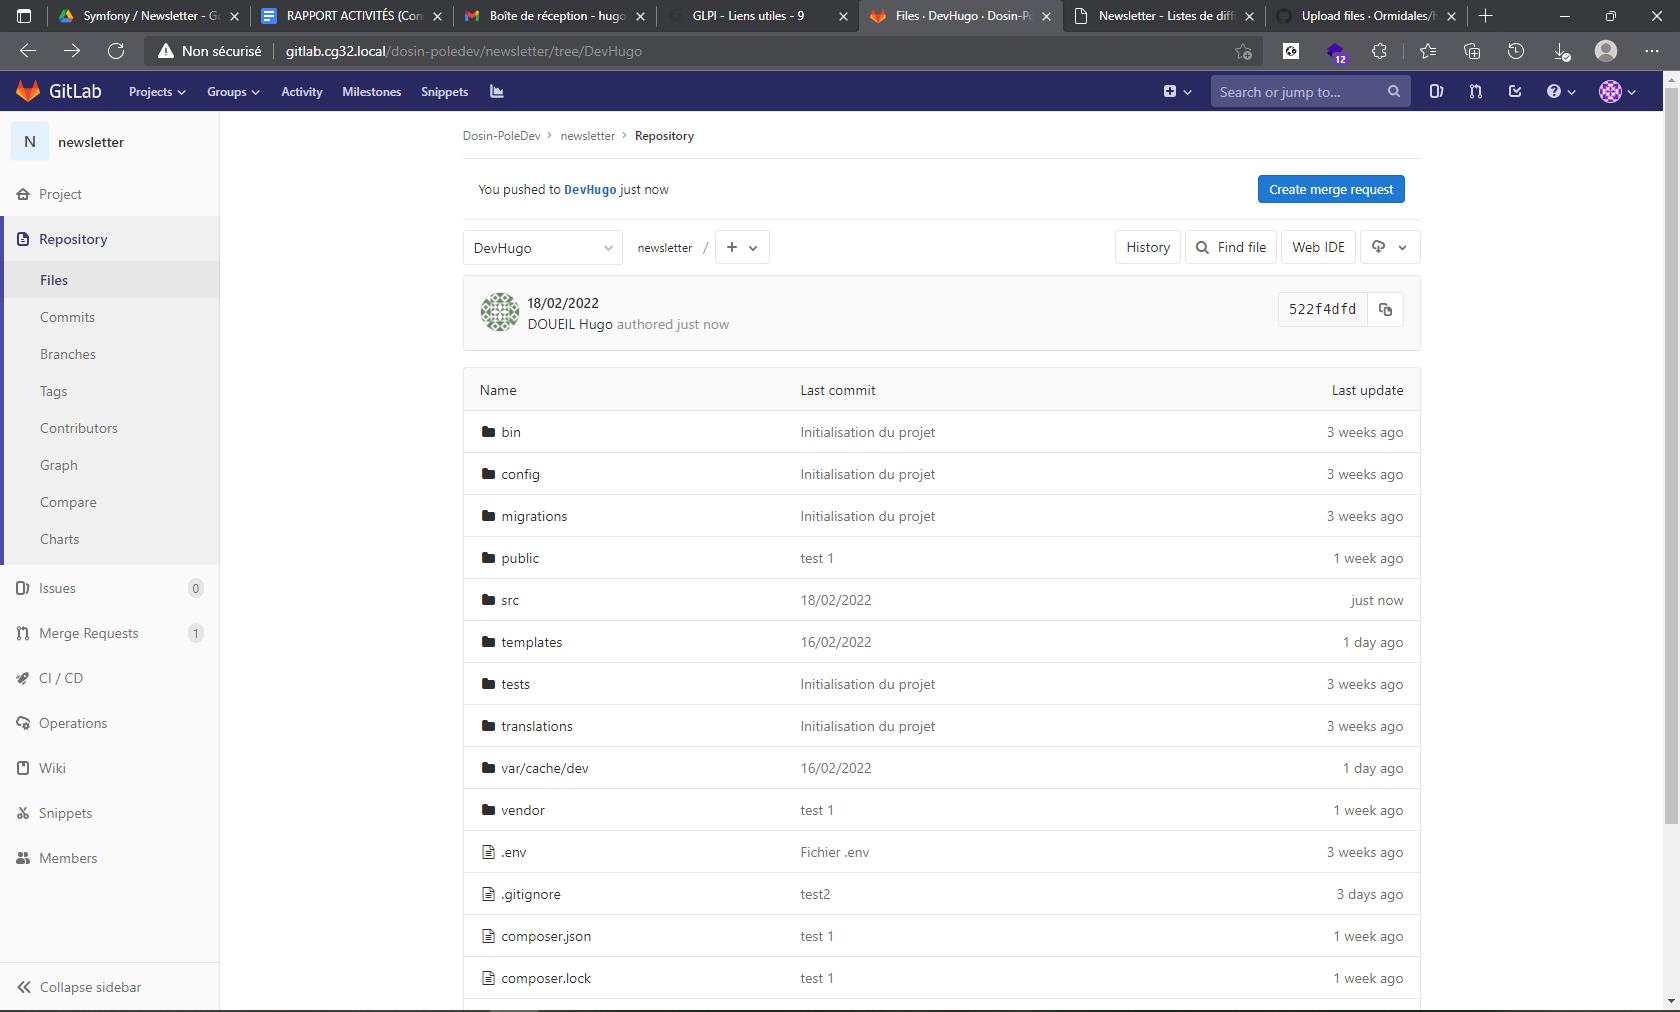 Symfony / Newsletter - Go
RAPPORT ACTIVITÉS (Con
Boîte de réception - hugo
GLPI - Liens utiles - 9
Files · DevHugo · Dosin-Po
Newsletter - Listes de diff
Upload files · Ormidales/h
Non sécurisé
gitlab.cg32.local/dosin-poledev/newsletter/tree/DevHugo
12
GitLab
Projects
Groups
Activity
Milestones
Snippets
Search or jump to...
N
newsletter
Project
Repository
Files
Commits
Branches
Tags
Contributors
Graph
Compare
Charts
Issues 0
Merge Requests 1
CI / CD
Operations
Wiki
Snippets
Members
Collapse sidebar
Dosin-PoleDev > newsletter > Repository
You pushed to DevHugo just now
Create merge request
DevHugo
newsletter / +
History
Find file
Web IDE
18/02/2022
DOUEIL Hugo authored just now
522f4dfd
Name Last commit Last update
bin Initialisation du projet 3 weeks ago
config Initialisation du projet 3 weeks ago
migrations Initialisation du projet 3 weeks ago
public test 1 1 week ago
src 18/02/2022 just now
templates 16/02/2022 1 day ago
tests Initialisation du projet 3 weeks ago
translations Initialisation du projet 3 weeks ago
var/cache/dev 16/02/2022 1 day ago
vendor test 1 1 week ago
.env Fichier .env 3 weeks ago
.gitignore test2 3 days ago
composer.json test 1 1 week ago
composer.lock test 1 1 week ago